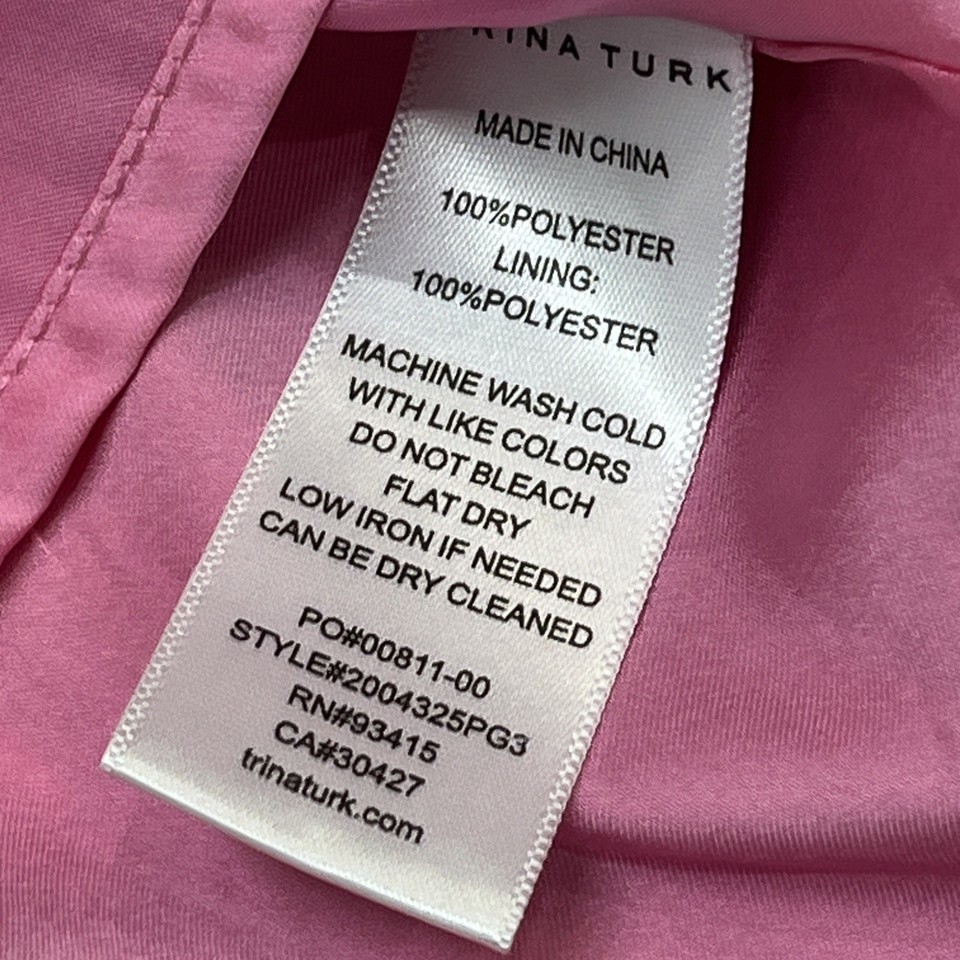 TRINA TURK
MADE IN CHINA
100%POLYESTER
LINING:
100%POLYESTER
MACHINE WASH COLD
WITH LIKE COLORS
DO NOT BLEACH
FLAT DRY
LOW IRON IF NEEDED
CAN BE DRY CLEANED
PO#00811-00
STYLE#2004325PG3
RN#93415
CA#30427
trinaturk.com